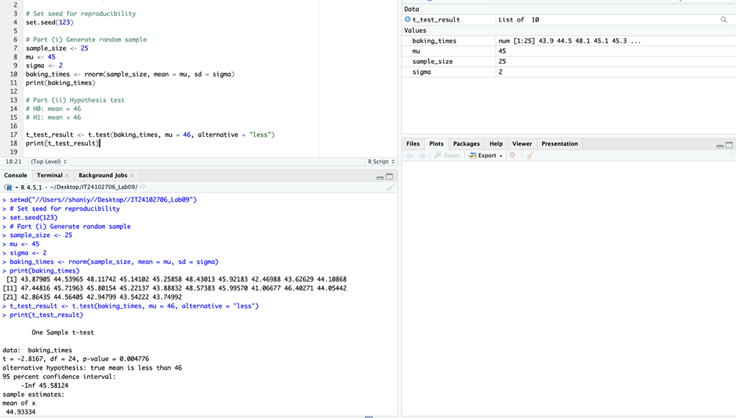 2
3 # Set seed for reproducibility
4 set.seed(123)
5
6 # Part (i) Generate random sample
7 sample_size <- 25
8 mu <- 45
9 sigma <- 2
10 baking_times <- rnorm(sample_size, mean = mu, sd = sigma)
11 print(baking_times)
12
13 # Part (ii) Hypothesis test
14 # H0: mean = 46
15 # H1: mean < 46
16
17 t_test_result <- t.test(baking_times, mu = 46, alternative = "less")
18 print(t_test_result)
19
18:21 (Top Level) R Script
Console Terminal Background Jobs
R 4.5.1 · ~/Desktop/IT24102706_Lab09/
> setwd("//Users//shaniy//Desktop//IT24102706_Lab09")
> # Set seed for reproducibility
> set.seed(123)
> # Part (i) Generate random sample
> sample_size <- 25
> mu <- 45
> sigma <- 2
> baking_times <- rnorm(sample_size, mean = mu, sd = sigma)
> print(baking_times)
[1] 43.87905 44.53965 48.11742 45.14102 45.25858 48.43013 45.92183 42.46988 43.62629 44.10868
[11] 47.44816 45.71963 45.80154 45.22137 43.88832 48.57383 45.99570 41.06677 46.40271 44.05442
[21] 42.86435 44.56405 42.94799 43.54222 43.74992
> t_test_result <- t.test(baking_times, mu = 46, alternative = "less")
> print(t_test_result)
One Sample t-test
data: baking_times
t = -2.8167, df = 24, p-value = 0.004776
alternative hypothesis: true mean is less than 46
95 percent confidence interval:
-Inf 45.58124
sample estimates:
mean of x
44.93334
Data
t_test_result List of 10
Values
baking_times num [1:25] 43.9 44.5 48.1 45.1 45.3 ...
mu 45
sample_size 25
sigma 2
Files Plots Packages Help Viewer Presentation
Zoom Export